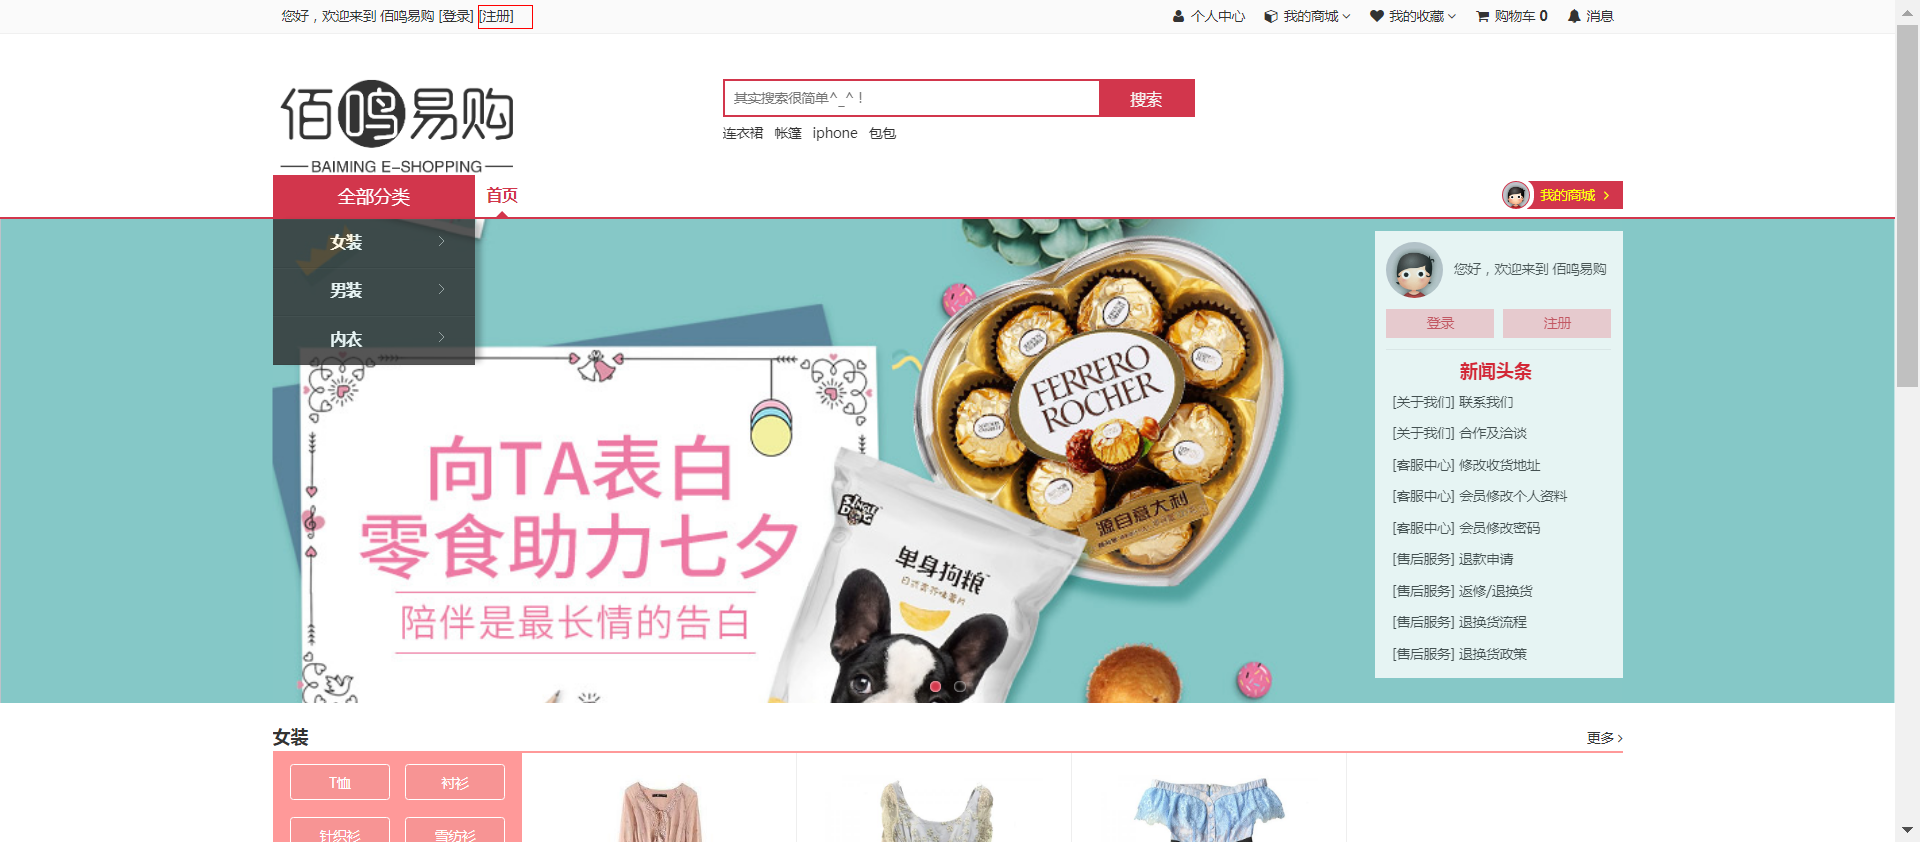 您好，欢迎来到 佰鸣易购 [登录] [注册]
个人中心 我的商城 我的收藏 购物车 0 消息
佰鸣易购
BAIMING E-SHOPPING
其实搜索很简单^_^！ 搜索
连衣裙 帐篷 iphone 包包
全部分类 首页 我的商城
女装
男装
内衣
向TA表白
零食助力七夕
陪伴是最长情的告白
FERRERO
ROCHER
源自意大利
单身狗粮
您好，欢迎来到 佰鸣易购
登录 注册
新闻头条
[关于我们] 联系我们
[关于我们] 合作及洽谈
[客服中心] 修改收货地址
[客服中心] 会员修改个人资料
[客服中心] 会员修改密码
[售后服务] 退款申请
[售后服务] 返修/退换货
[售后服务] 退换货流程
[售后服务] 退换货政策
女装 更多
T恤 衬衫
针织衫 雪纺衫